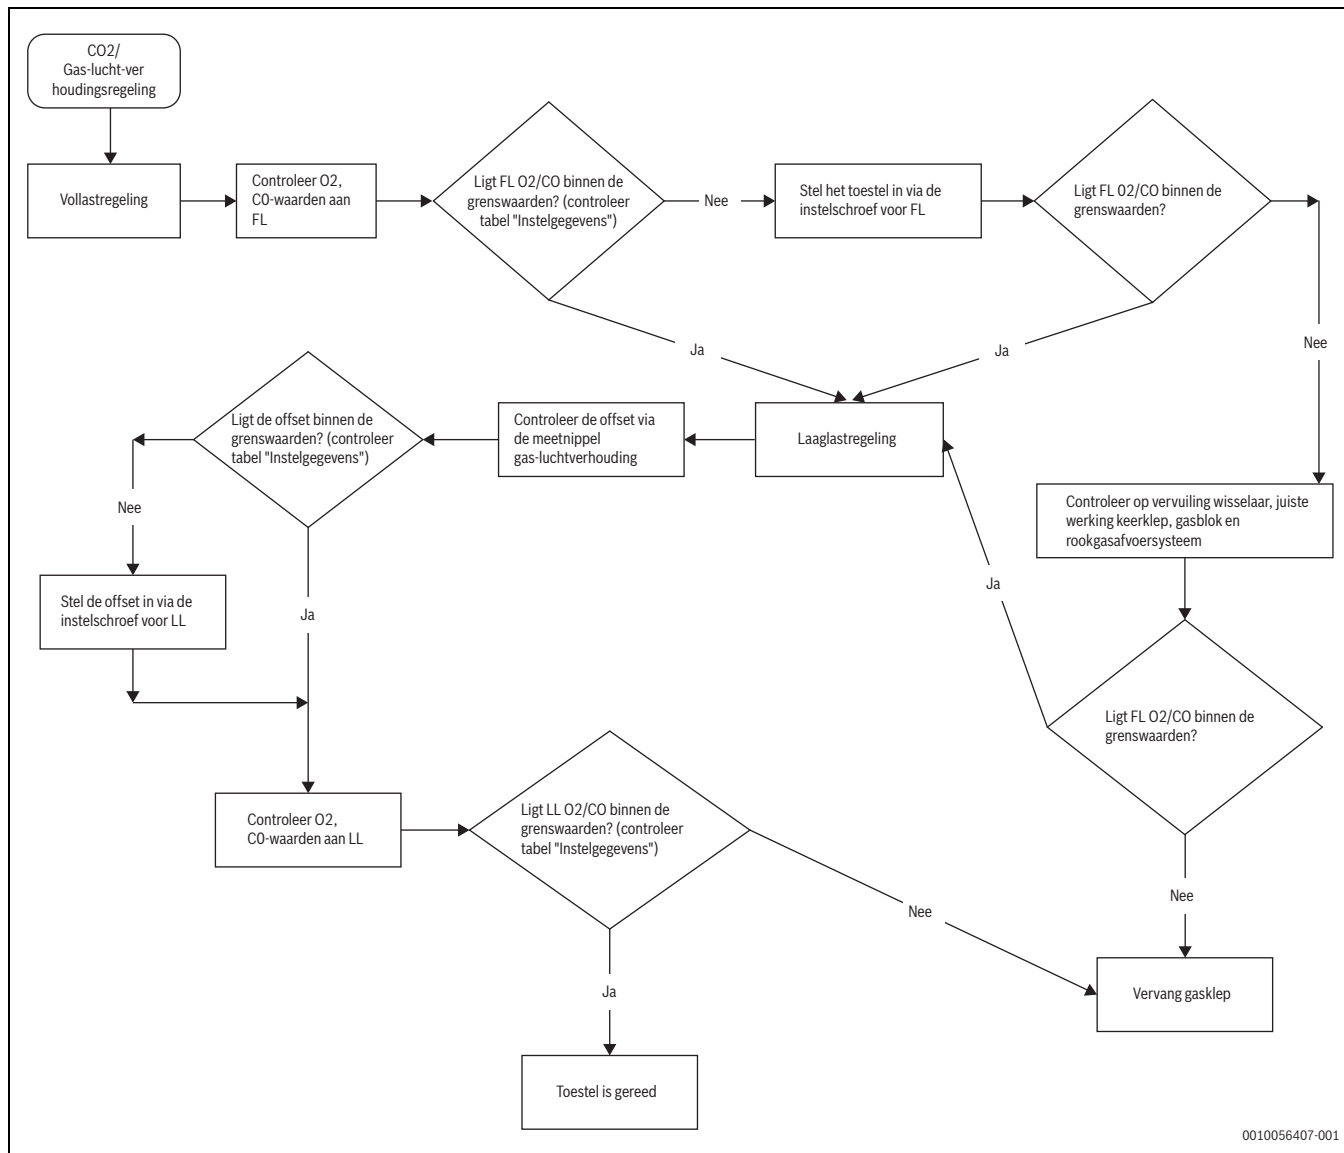 CO2/
Gas-lucht-ver
houdingsregeling
Vollastregeling
Controleer O2,
CO-waarden aan
FL
Ligt FL O2/CO binnen de
grenswaarden? (controleer
tabel "Instelgegevens")
Nee
Stel het toestel in via de
instelschroef voor FL
Ligt FL O2/CO binnen de
grenswaarden?
Nee
Ja
Ja
Ligt de offset binnen de
grenswaarden? (controleer
tabel "Instelgegevens")
Controleer de offset via
de meetnippel
gas-luchtverhouding
Laaglastregeling
Nee
Controleer op vervuiling wisselaar, juiste
werking keerklep, gasblok en
rookgasafvoersysteem
Stel de offset in via de
instelschroef voor LL
Ja
Ja
Ligt FL O2/CO binnen de
grenswaarden?
Controleer O2,
CO-waarden aan LL
Ligt LL O2/CO binnen de
grenswaarden? (controleer
tabel "Instelgegevens")
Nee
Nee
Ja
Vervang gasklep
Toestel is gereed
0010056407-001